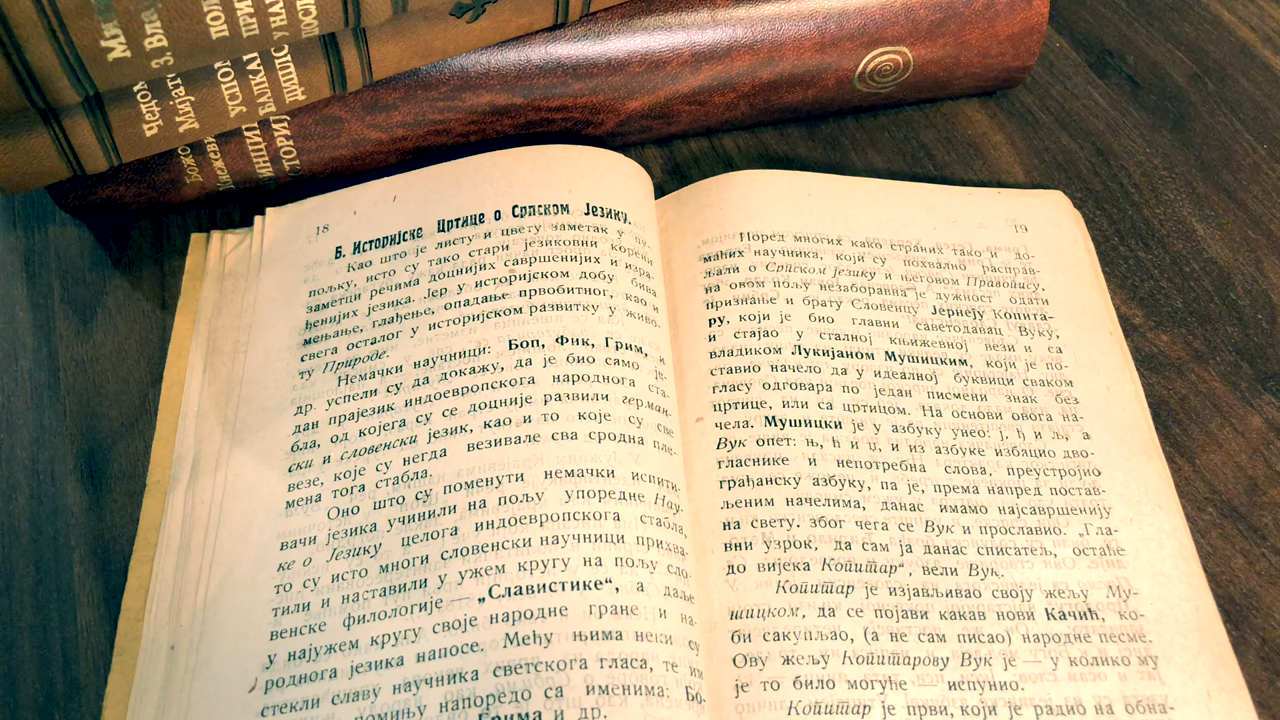 Ми
Чедом
Мијат
З. Вла
УСПОМ
БАЛКАН
ПОЛ
ПРИ
ДИШІС У НА
18
Б. Историјске Цртице о Српском Језику.
Као што је листу и цвету заметак у пу-
пољку, исто су тако стари језиковни корени
заметци речима доцнијих савршенијих и изра-
ђенијих језика. Јер у историјском добу бива
мењање, глађење, опадање првобитног, као и
свега осталог у историјском развитку у живо-
ту Природе.
Немачки научници: Боп, Фик, Грим, и
др. успели су да докажу, да је био само је-
дан прајезик индоевропскога народнога ста-
бла, од којега су се доцније развили герман-
ски и словенски језик, као и то које су све
везе, које су негда везивале сва сродна пле-
мена тога стабла.
Оно што су поменути немачки испити-
вачи језика учинили на пољу упоредне Нау-
ке о Језику целога индоевропскога стабла,
то су исто многи словенски научници прихва-
тили и наставили у ужем кругу на пољу сло-
венске филологије — „Славистике“, а даље
у најужем кругу своје народне гране и на-
роднога језика напосе. Међу њима неки су
стекли славу научника светскога гласа, те им
помињу напоредо са именима: Бо-
Грима и др.
19
Поред многих како страних тако и до-
маћих научника, који су похвално расправ-
љали о Српском језику и његовом Правопису,
на овом пољу незаборавна је дужност одати
признање и брату Словенцу Јернеју Копита-
ру, који је био главни саветодавац Вуку,
и стајао у сталној књижевној вези и са
владиком Лукијаном Мушицким, који је по-
ставио начело да у идеалној буквици сваком
гласу одговара по један писмени знак без
цртице, или са цртицом. На основи овога на-
чела. Мушицки је у азбуку унео: ј, ђ и љ, а
Вук опет: њ, ћ и џ, и из азбуке избацио дво-
гласнике и непотребна слова, преустројно
грађанску азбуку, па је, према напред постав-
љеним начелима, данас имамо најсавршенију
на свету. због чега се Вук и прославио. „Гла-
вни узрок, да сам ја данас списатељ, остаће
до вијека Копитар“, вели Вук.
Копитар је изјављивао своју жељу Му-
шицком, да се појави какав нови Качић, ко-
би сакупљао, (а не сам писао) народне песме.
Ову жељу Копитарову Вук је — у колико му
је то било могуће — испунио.
Копитар је први, који је радио на обна-